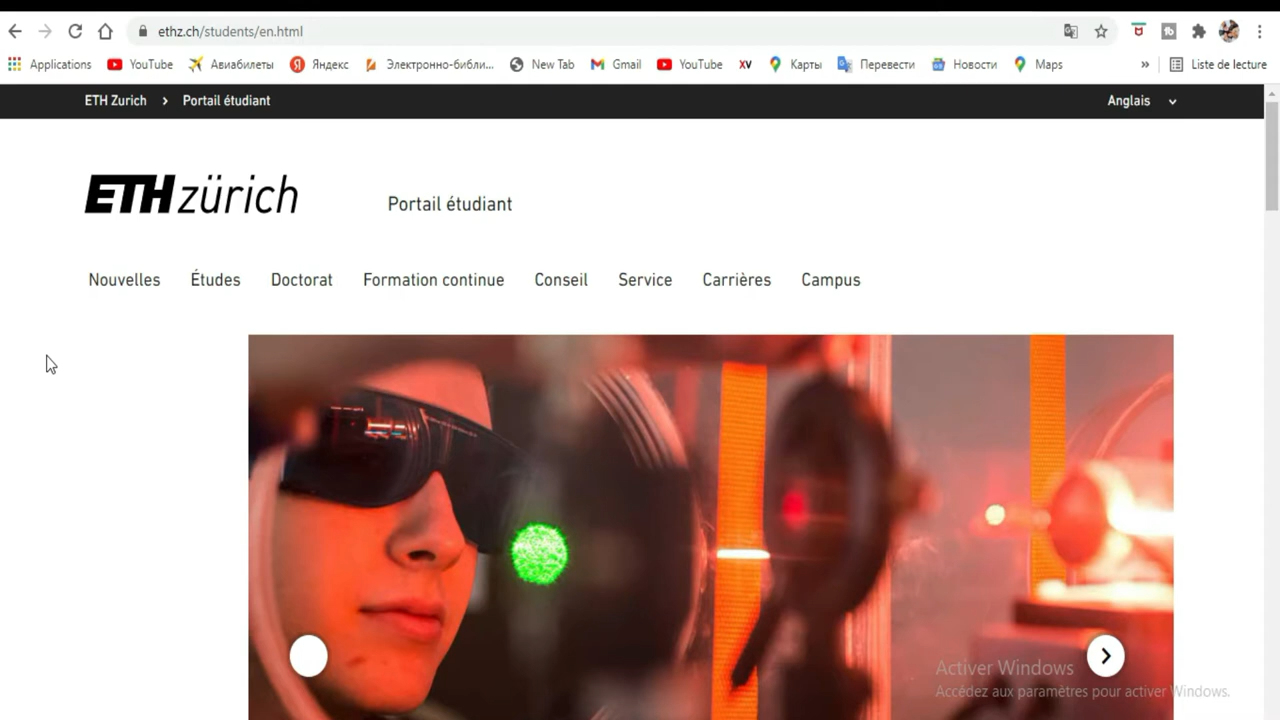 ethz.ch/students/en.html
Applications YouTube Авиабилеты Яндекс Электронно-библи... New Tab Gmail YouTube XV Карты Перевести Новости Maps » Liste de lecture
ETH Zurich > Portail étudiant Anglais
ETH zürich Portail étudiant
Nouvelles Études Doctorat Formation continue Conseil Service Carrières Campus
Activer Windows
Accédez aux paramètres pour activer Windows.